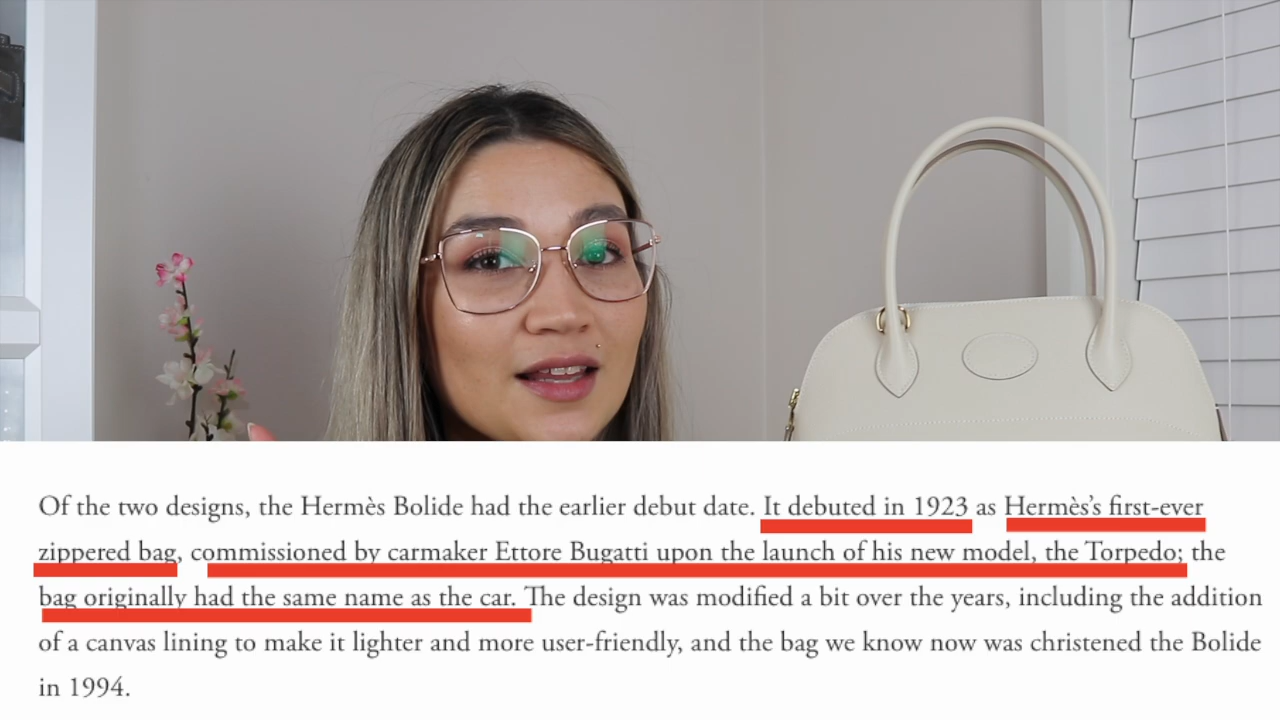 Of the two designs, the Hermès Bolide had the earlier debut date. It debuted in 1923 as Hermès’s first-ever
zippered bag, commissioned by carmaker Ettore Bugatti upon the launch of his new model, the Torpedo; the
bag originally had the same name as the car. The design was modified a bit over the years, including the addition
of a canvas lining to make it lighter and more user-friendly, and the bag we know now was christened the Bolide
in 1994.